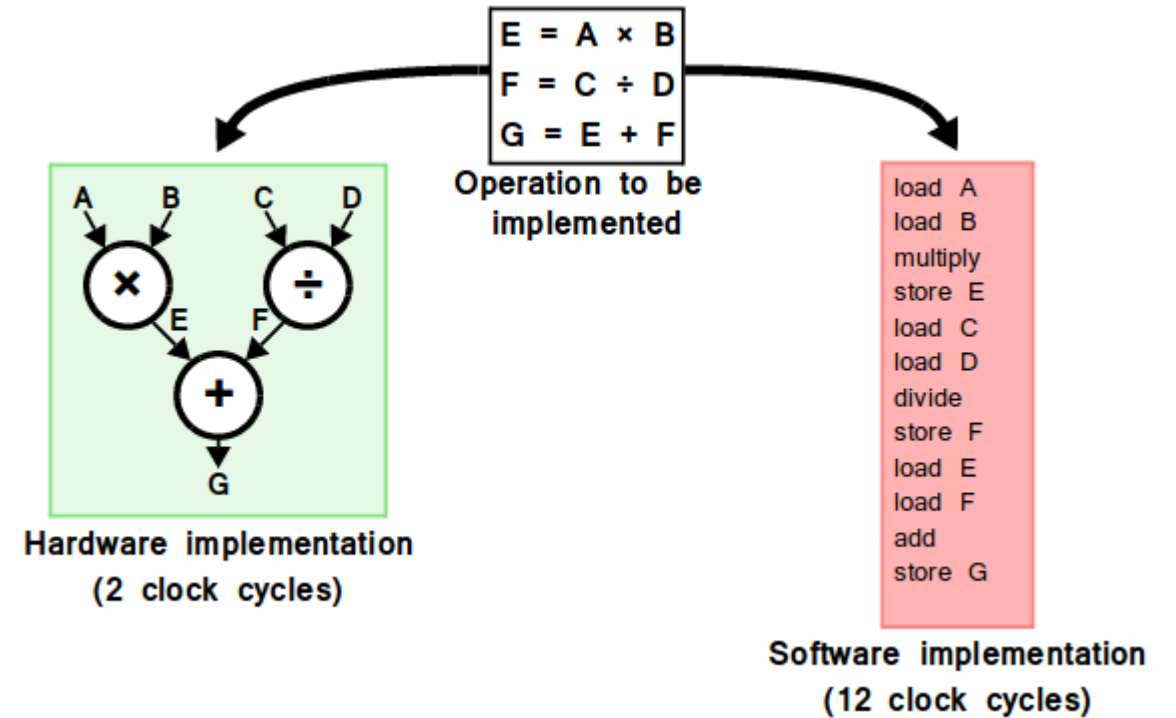 E = A × B
F = C ÷ D
G = E + F
Operation to be
implemented
A B C D
× ÷
E F
+
G
Hardware implementation
(2 clock cycles)
load A
load B
multiply
store E
load C
load D
divide
store F
load E
load F
add
store G
Software implementation
(12 clock cycles)